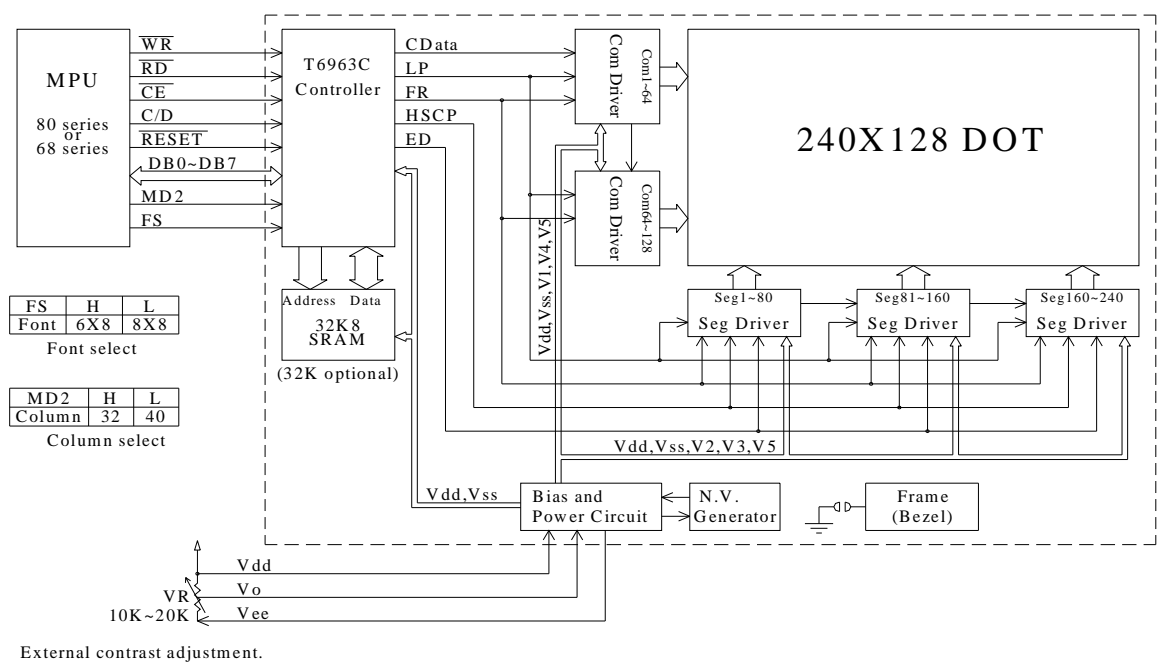 MPU
80 series
or
68 series
WR
RD
CE
C/D
RESET
DB0~DB7
MD2
FS
T6963C
Controller
CData
LP
FR
HSCP
ED
Com Driver
Com1~64
Com Driver
Com64~128
240X128 DOT
Address Data
32K8
SRAM
(32K optional)
Vdd,Vss,V1,V4,V5
Seg1~80
Seg Driver
Seg81~160
Seg Driver
Seg160~240
Seg Driver
FS H L
Font 6X8 8X8
Font select
MD2 H L
Column 32 40
Column select
Vdd,Vss,V2,V3,V5
Vdd,Vss
Bias and
Power Circuit
N.V.
Generator
Frame
(Bezel)
Vdd
Vo
Vee
VR
10K~20K
External contrast adjustment.